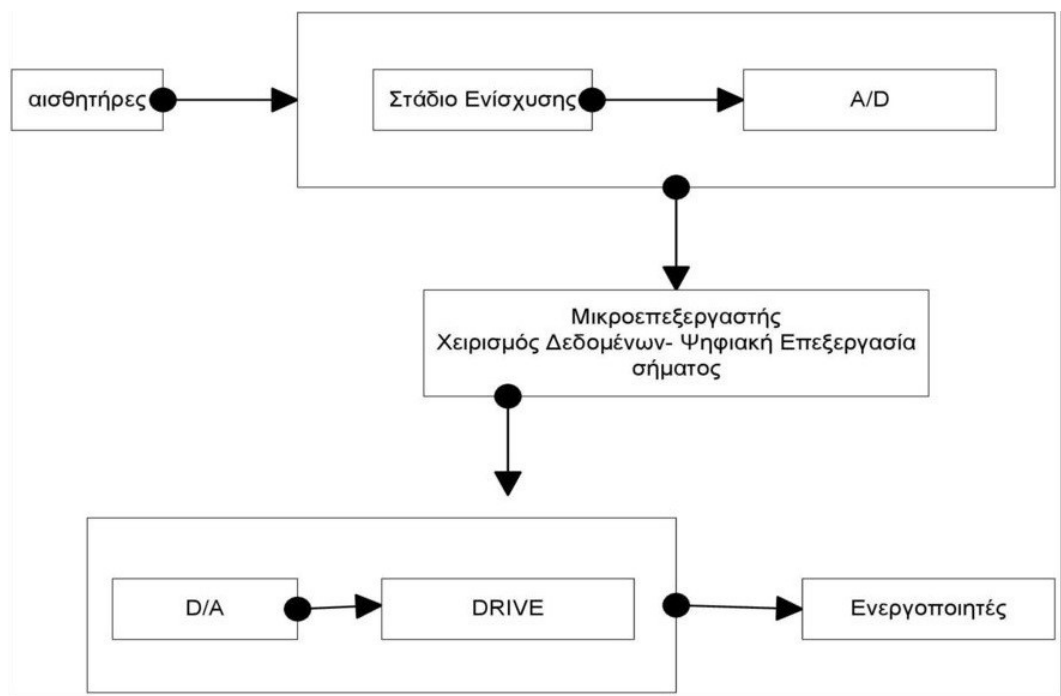 αισθητήρες
Στάδιο Ενίσχυσης
A/D
Μικροεπεξεργαστής
Χειρισμός Δεδομένων- Ψηφιακή Επεξεργασία
σήματος
D/A
DRIVE
Ενεργοποιητές